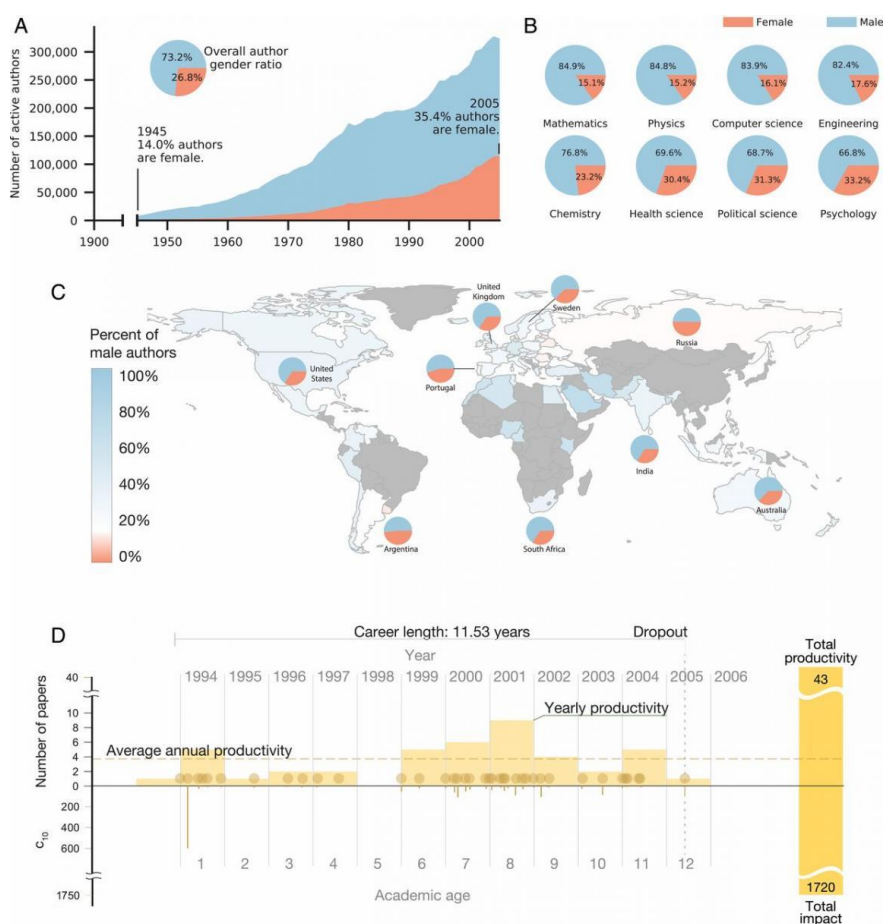 A
Number of active authors
300,000
250,000
200,000
150,000
100,000
50,000
0
1900
1950
1960
1970
1980
1990
2000
73.2%
26.8%
Overall author
gender ratio
1945
14.0% authors
are female.
2005
35.4% authors
are female.
B
Female
Male
84.9%
15.1%
Mathematics
84.8%
15.2%
Physics
83.9%
16.1%
Computer science
82.4%
17.6%
Engineering
76.8%
23.2%
Chemistry
69.6%
30.4%
Health science
68.7%
31.3%
Political science
66.8%
33.2%
Psychology
C
Percent of
male authors
100%
80%
60%
40%
20%
0%
United
Kingdom
Sweden
Russia
United
States
Portugal
India
Australia
Argentina
South Africa
D
Career length: 11.53 years
Dropout
Year
1994 1995 1996 1997 1998 1999 2000 2001 2002 2003 2004 2005 2006
Number of papers
40
10
8
6
4
2
0
Yearly productivity
Average annual productivity
c10
200
400
600
1750
1 2 3 4 5 6 7 8 9 10 11 12
Academic age
Total
productivity
43
1720
Total
impact